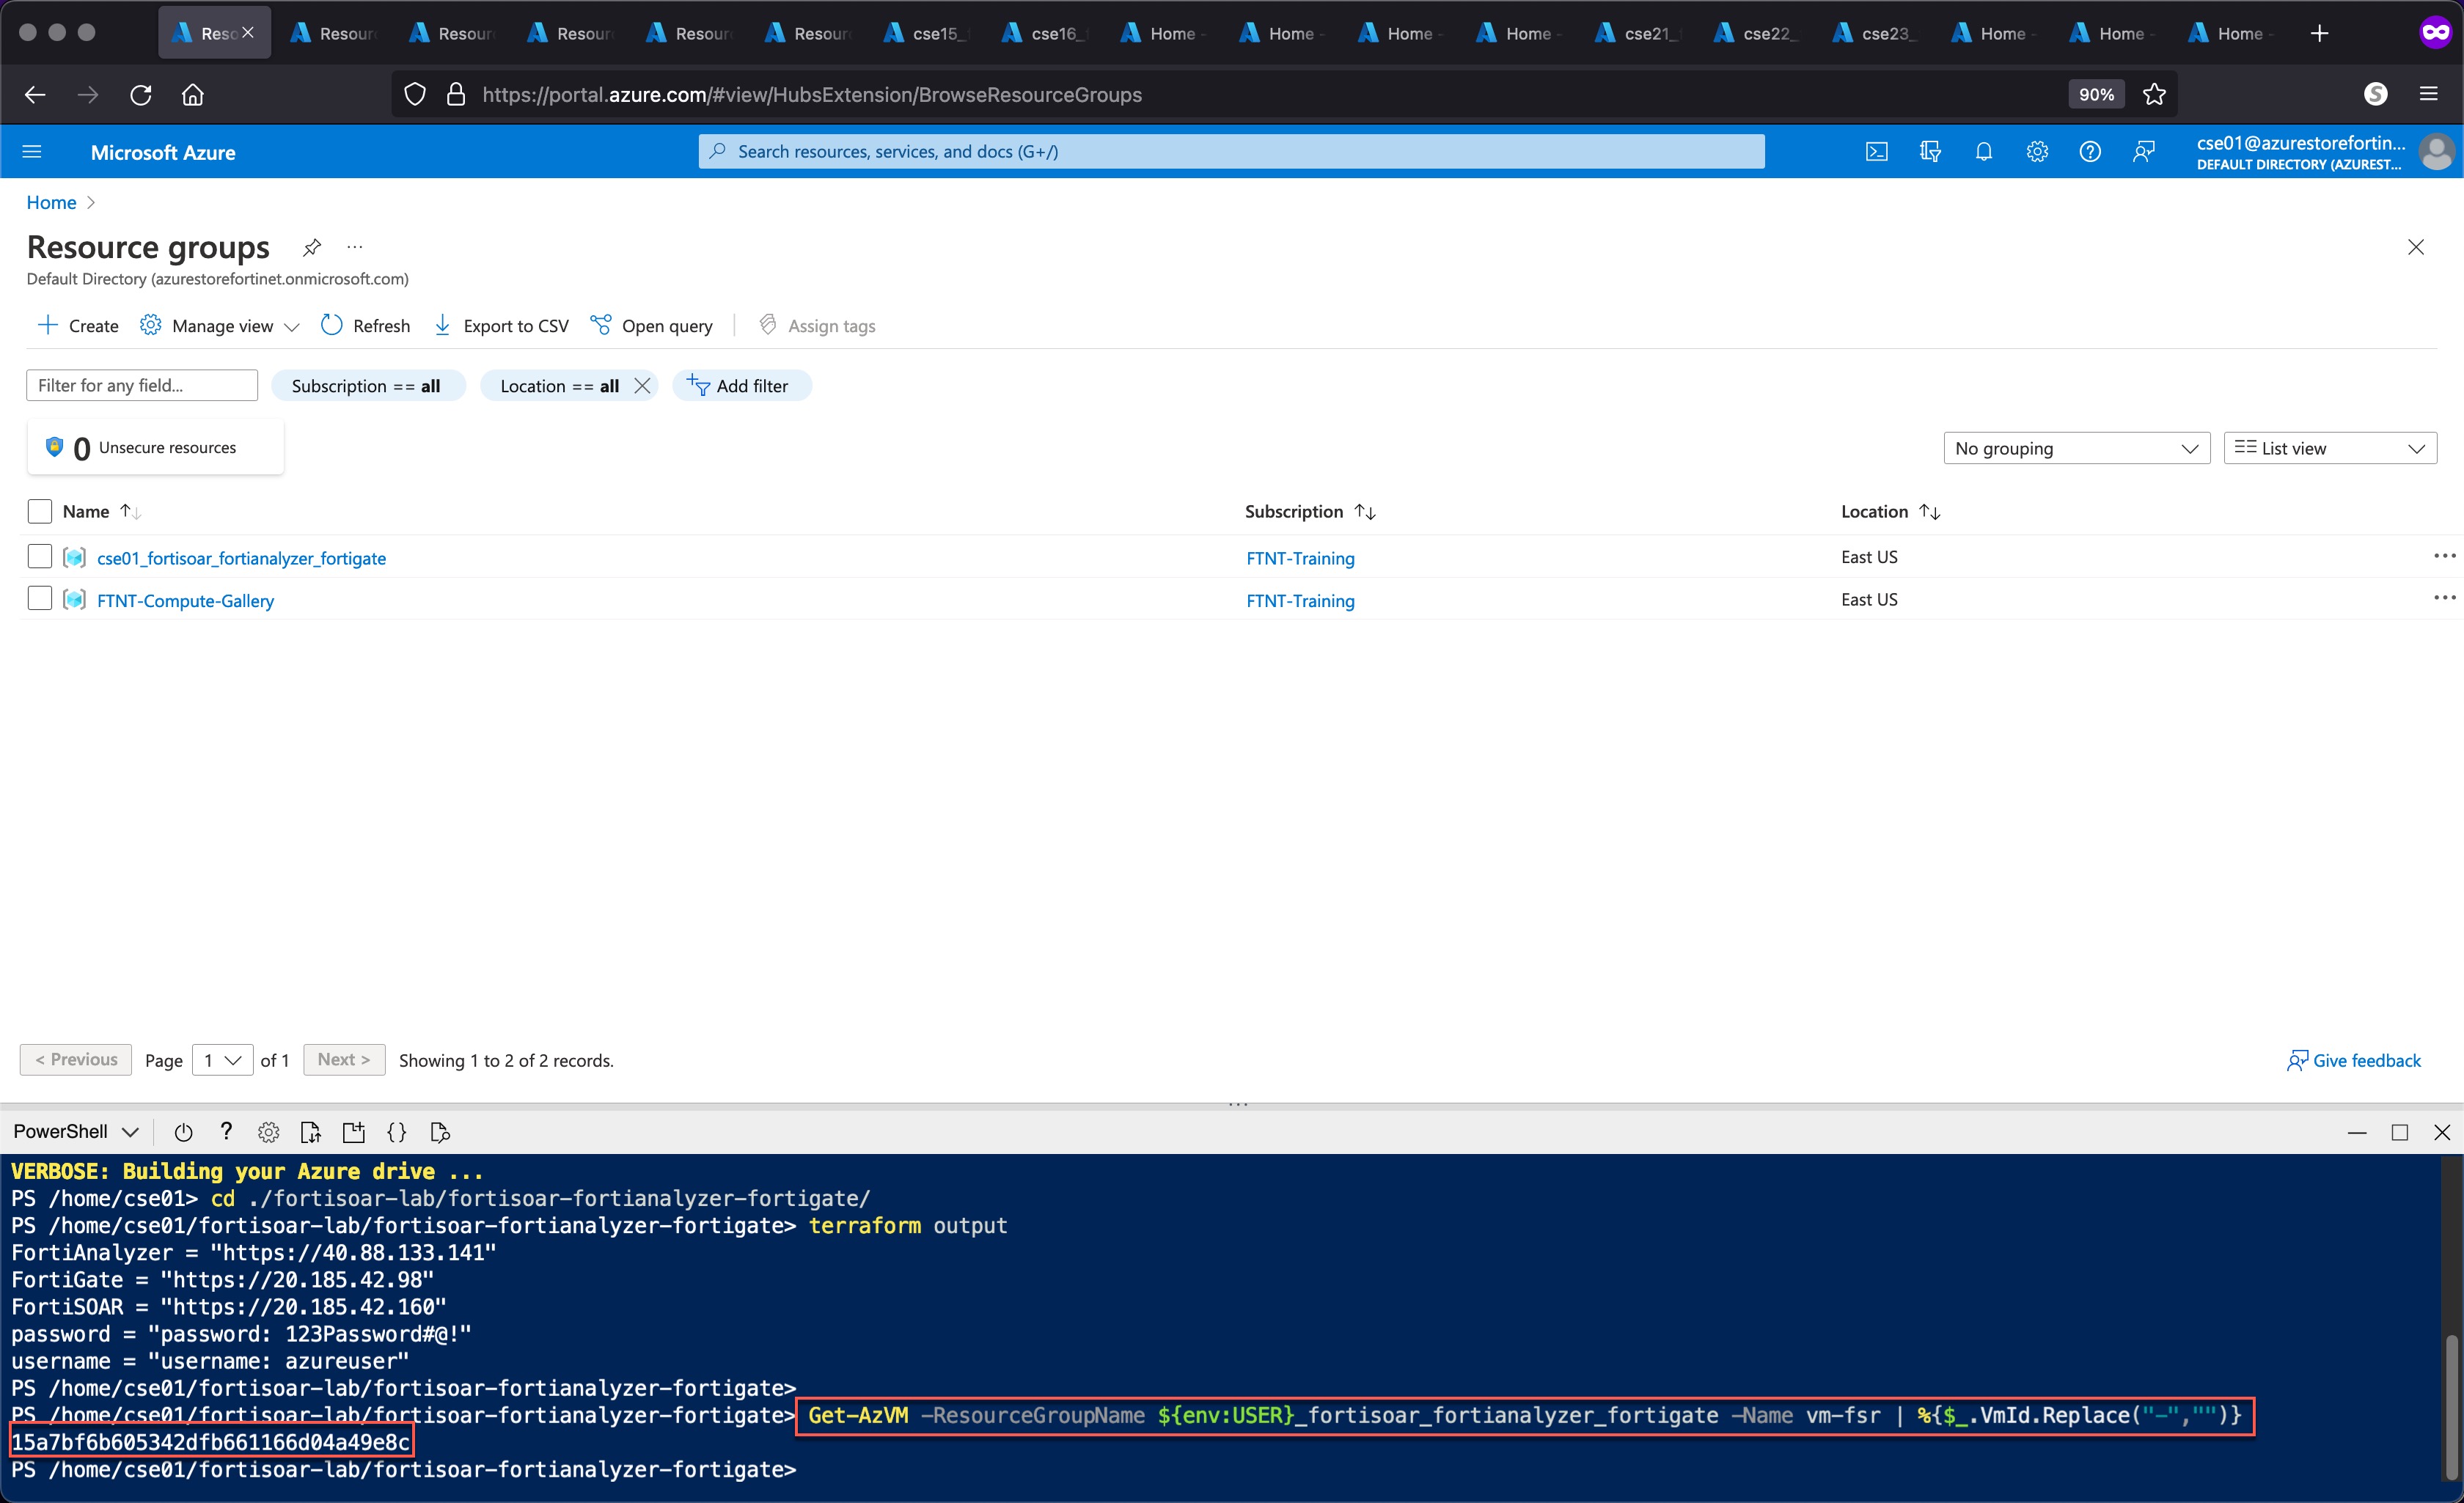 Reso
Resour
Resour
Resour
Resour
Resour
cse15_
cse16_
Home -
Home -
Home -
Home -
cse21_
cse22_
cse23_
Home -
Home -
Home -
https://portal.azure.com/#view/HubsExtension/BrowseResourceGroups
90%
Microsoft Azure
Search resources, services, and docs (G+/)
cse01@azurestorefortin...
DEFAULT DIRECTORY (AZUREST...
Home
Resource groups
Default Directory (azurestorefortinet.onmicrosoft.com)
Create
Manage view
Refresh
Export to CSV
Open query
Assign tags
Filter for any field...
Subscription == all
Location == all
Add filter
0 Unsecure resources
No grouping
List view
Name
Subscription
Location
cse01_fortisoar_fortianalyzer_fortigate
FTNT-Training
East US
FTNT-Compute-Gallery
FTNT-Training
East US
< Previous
Page 1 of 1
Next >
Showing 1 to 2 of 2 records.
Give feedback
PowerShell
VERBOSE: Building your Azure drive ...
PS /home/cse01> cd ./fortisoar-lab/fortisoar-fortianalyzer-fortigate/
PS /home/cse01/fortisoar-lab/fortisoar-fortianalyzer-fortigate> terraform output
FortiAnalyzer = "https://40.88.133.141"
FortiGate = "https://20.185.42.98"
FortiSOAR = "https://20.185.42.160"
password = "password: 123Password#@!"
username = "username: azureuser"
PS /home/cse01/fortisoar-lab/fortisoar-fortianalyzer-fortigate>
PS /home/cse01/fortisoar-lab/fortisoar-fortianalyzer-fortigate> Get-AzVM -ResourceGroupName ${env:USER}_fortisoar_fortianalyzer_fortigate -Name vm-fsr | %{$_.VmId.Replace("-","")}
15a7bf6b605342dfb661166d04a49e8c
PS /home/cse01/fortisoar-lab/fortisoar-fortianalyzer-fortigate>